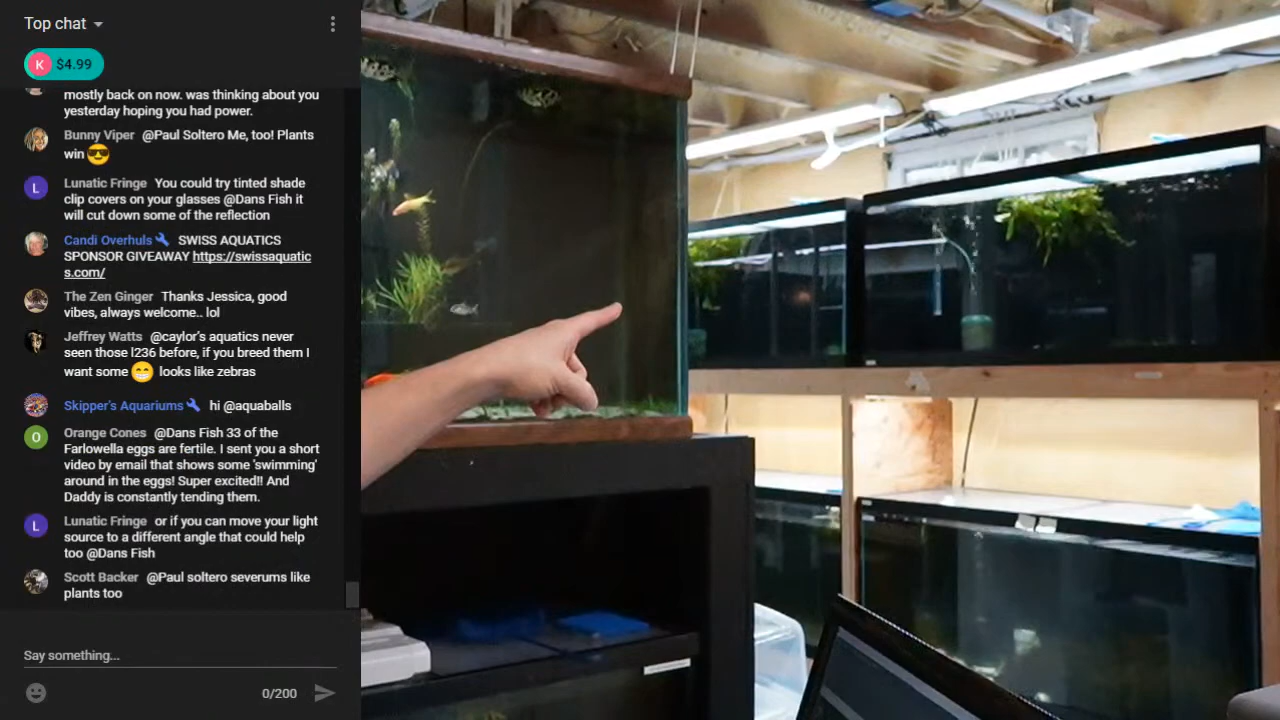 Top chat
K $4.99
mostly back on now. was thinking about you
yesterday hoping you had power.
Bunny Viper @Paul Soltero Me, too! Plants
win
L Lunatic Fringe You could try tinted shade
clip covers on your glasses @Dans Fish it
will cut down some of the reflection
Candi Overhuls SWISS AQUATICS
SPONSOR GIVEAWAY https://swissaquatic
s.com/
The Zen Ginger Thanks Jessica, good
vibes, always welcome.. lol
Jeffrey Watts @caylor's aquatics never
seen those l236 before, if you breed them I
want some looks like zebras
Skipper's Aquariums hi @aquaballs
O Orange Cones @Dans Fish 33 of the
Farlowella eggs are fertile. I sent you a short
video by email that shows some 'swimming'
around in the eggs! Super excited!! And
Daddy is constantly tending them.
L Lunatic Fringe or if you can move your light
source to a different angle that could help
too @Dans Fish
Scott Backer @Paul soltero severums like
plants too
Say something...
0/200